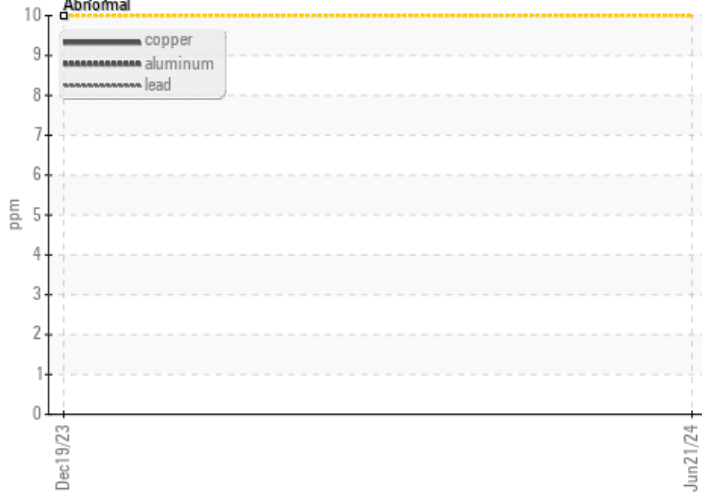 Abnormal
10
9
8
7
6
5
4
3
2
1
0
ppm
copper
aluminum
lead
Dec19/23
Jun21/24